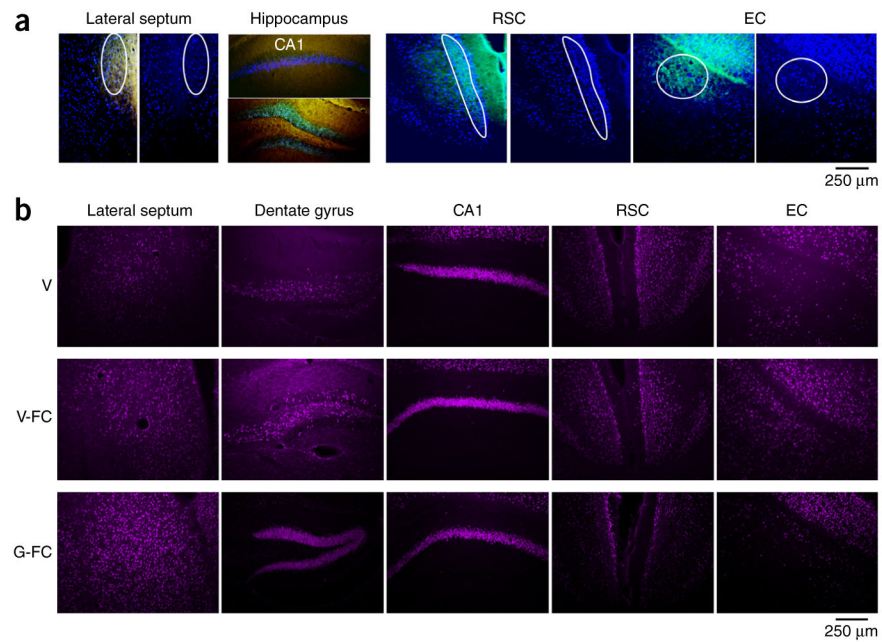 a
Lateral septum Hippocampus RSC EC
CA1
250 μm
b
Lateral septum Dentate gyrus CA1 RSC EC
V
V-FC
G-FC
250 μm